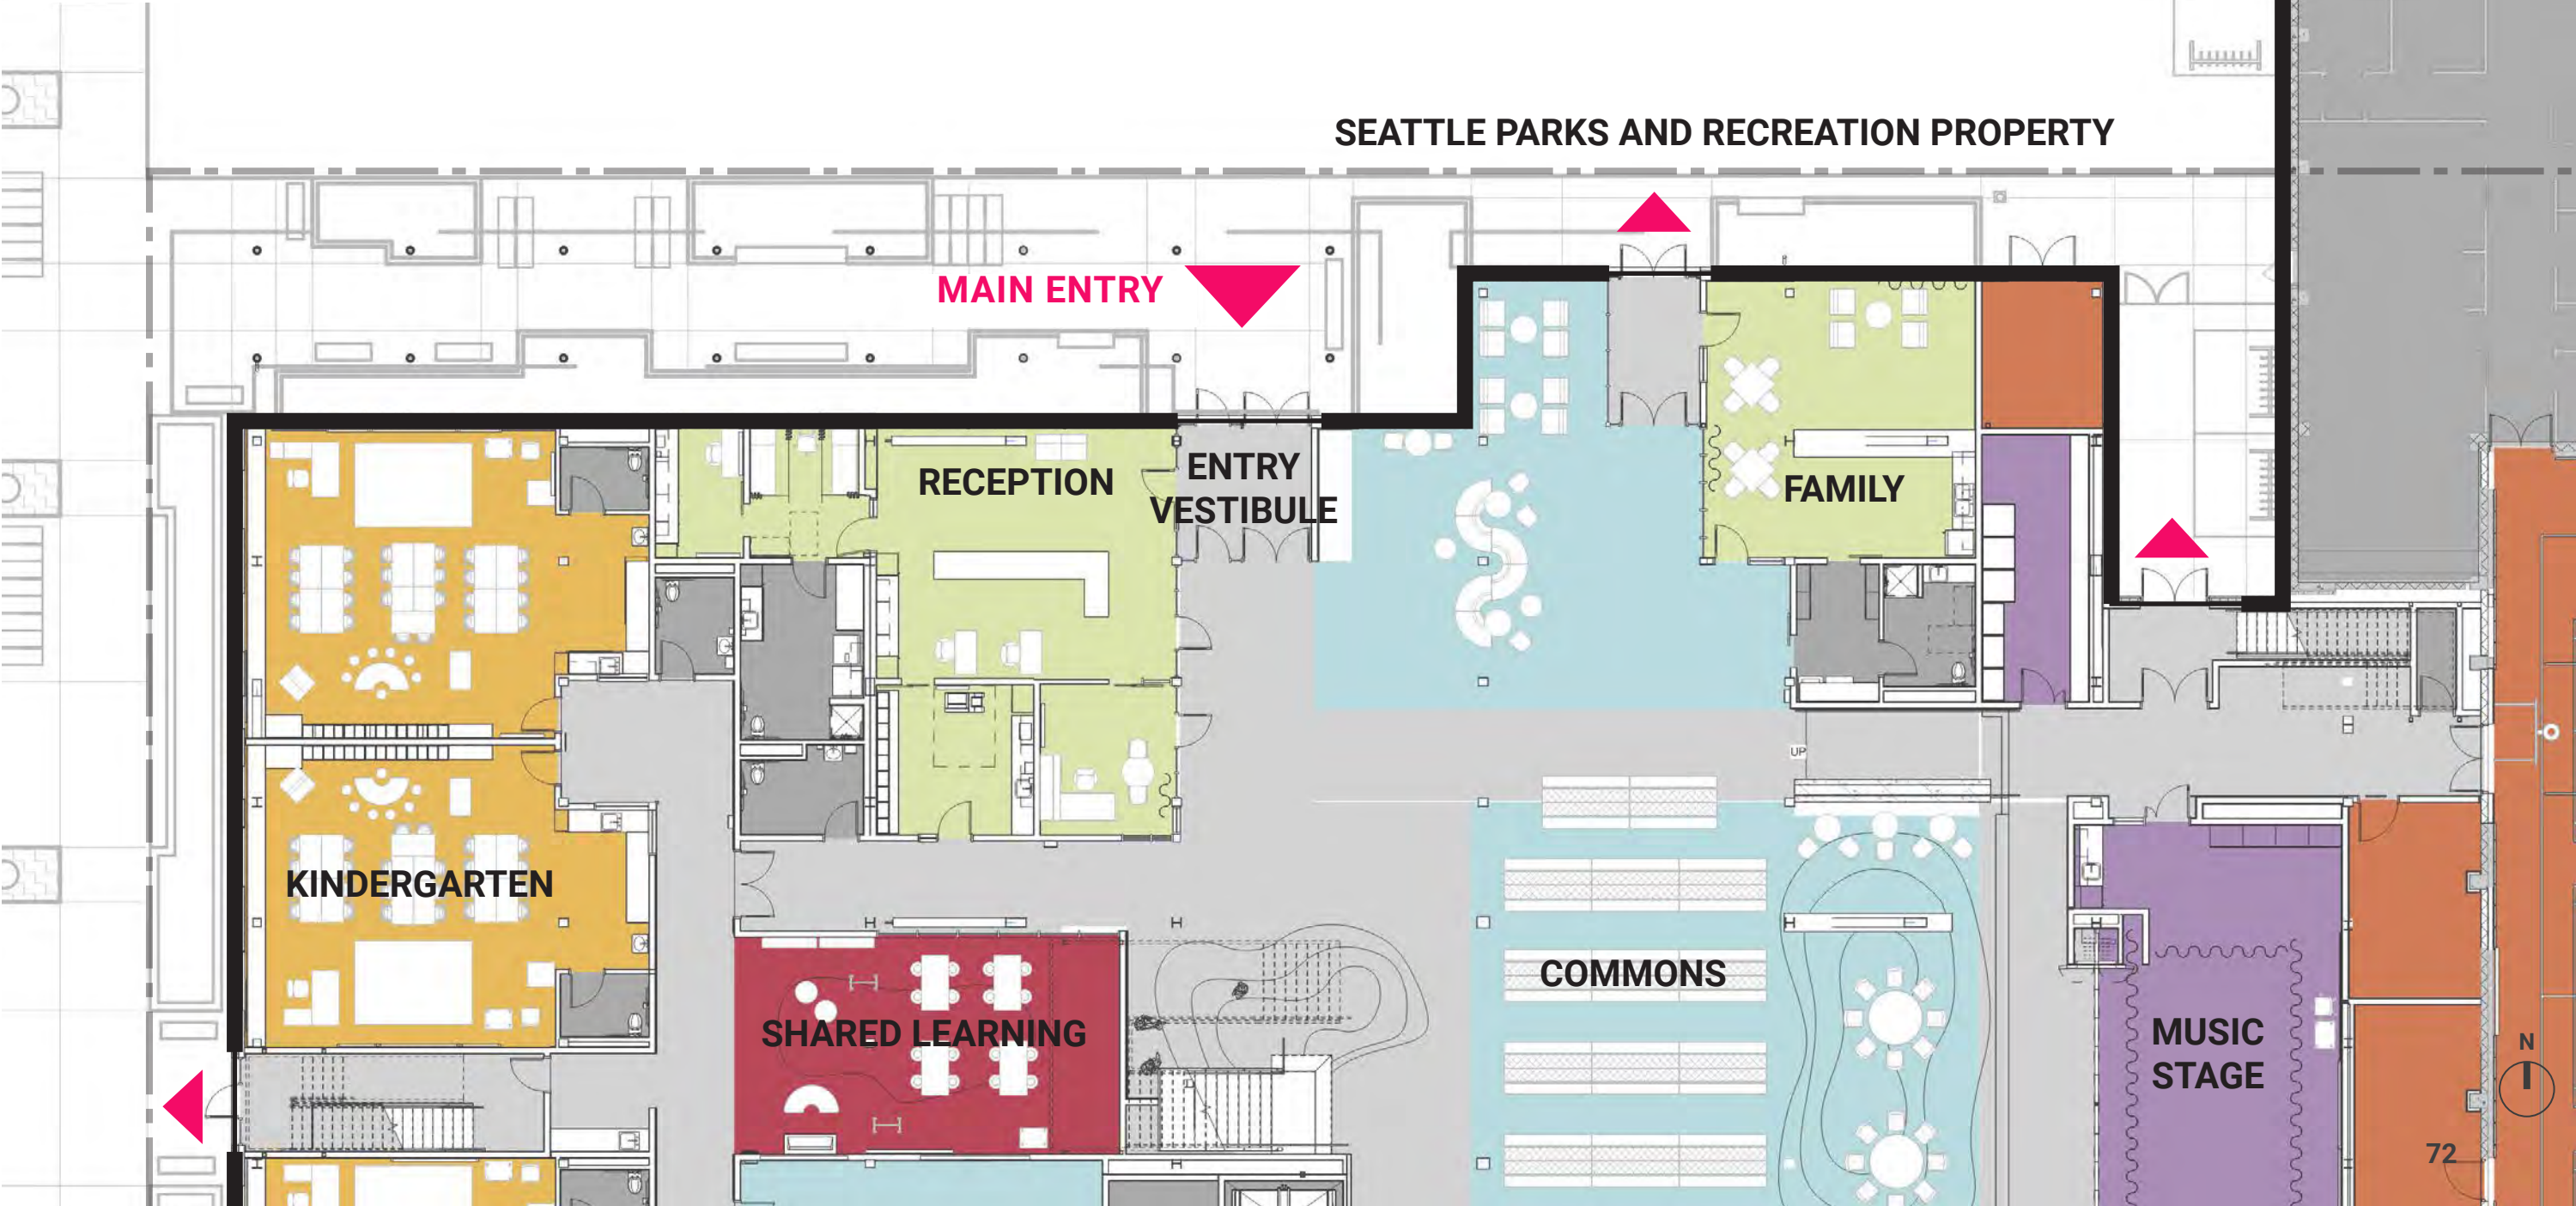 SEATTLE PARKS AND RECREATION PROPERTY
MAIN ENTRY
RECEPTION
ENTRY
VESTIBULE
FAMILY
UP
KINDERGARTEN
COMMONS
SHARED LEARNING
MUSIC
STAGE
N
72